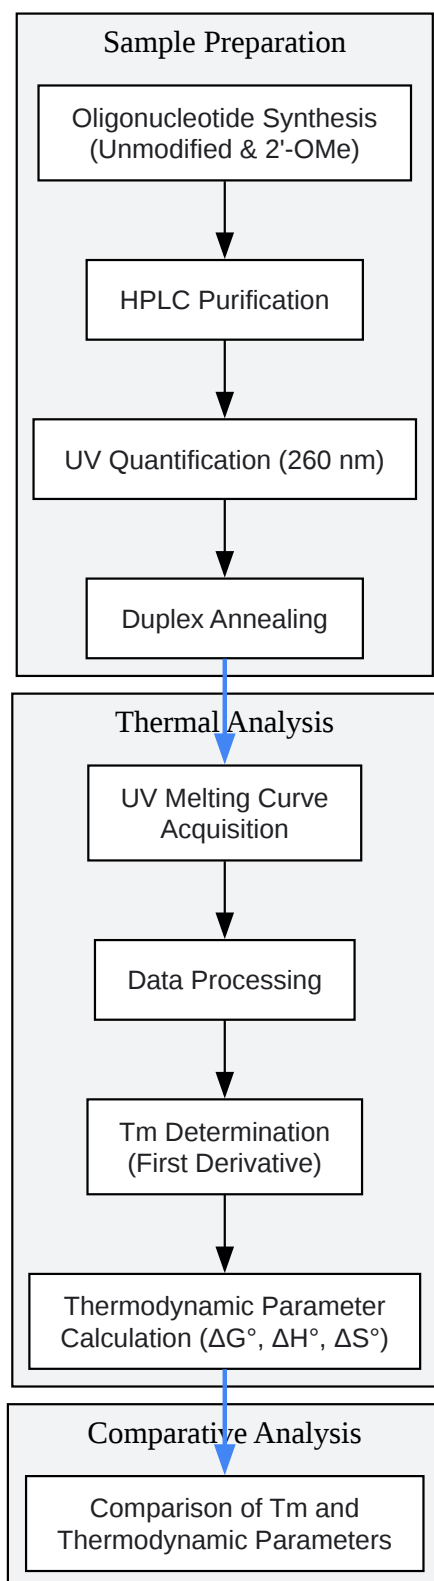 Sample Preparation
Oligonucleotide Synthesis
(Unmodified & 2'-OMe)
HPLC Purification
UV Quantification (260 nm)
Duplex Annealing
Thermal Analysis
UV Melting Curve
Acquisition
Data Processing
Tm Determination
(First Derivative)
Thermodynamic Parameter
Calculation (ΔG°, ΔH°, ΔS°)
Comparative Analysis
Comparison of Tm and
Thermodynamic Parameters